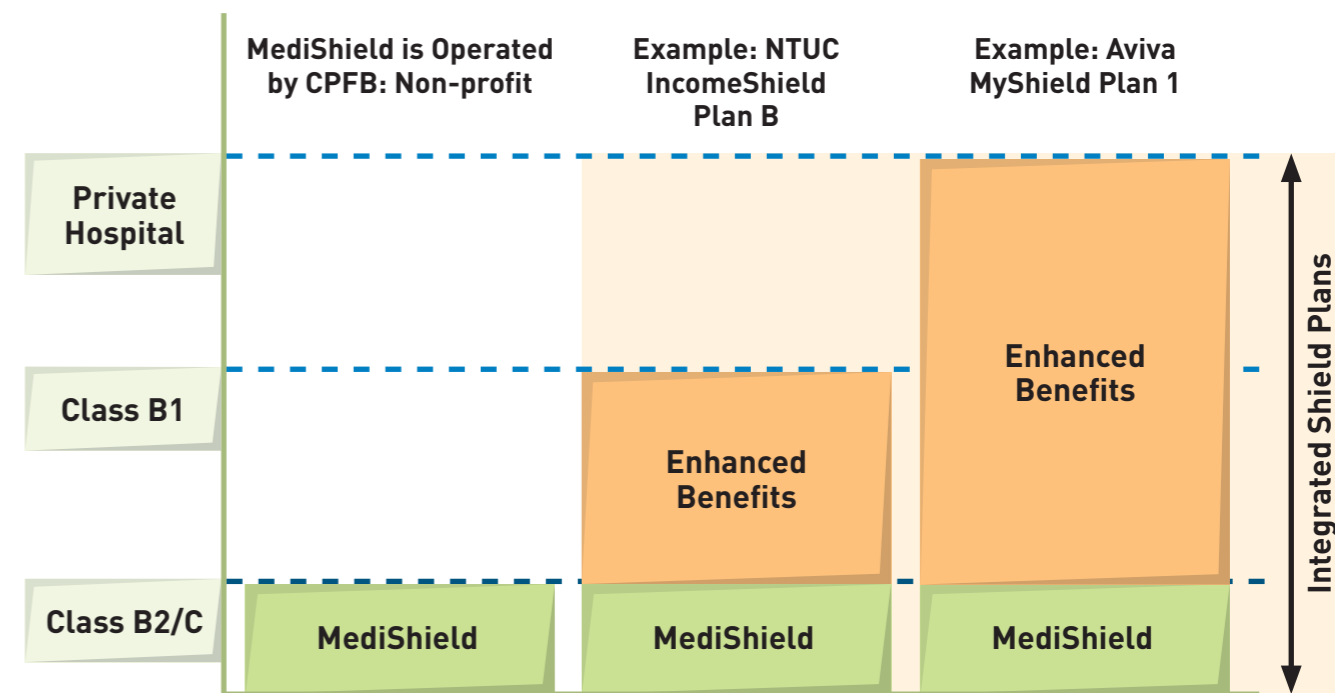 MediShield is Operated
by CPFB: Non-profit
Example: NTUC
IncomeShield
Plan B
Example: Aviva
MyShield Plan 1
Private
Hospital
Class B1
Class B2/C
Enhanced
Benefits
Enhanced
Benefits
MediShield
MediShield
MediShield
Integrated Shield Plans